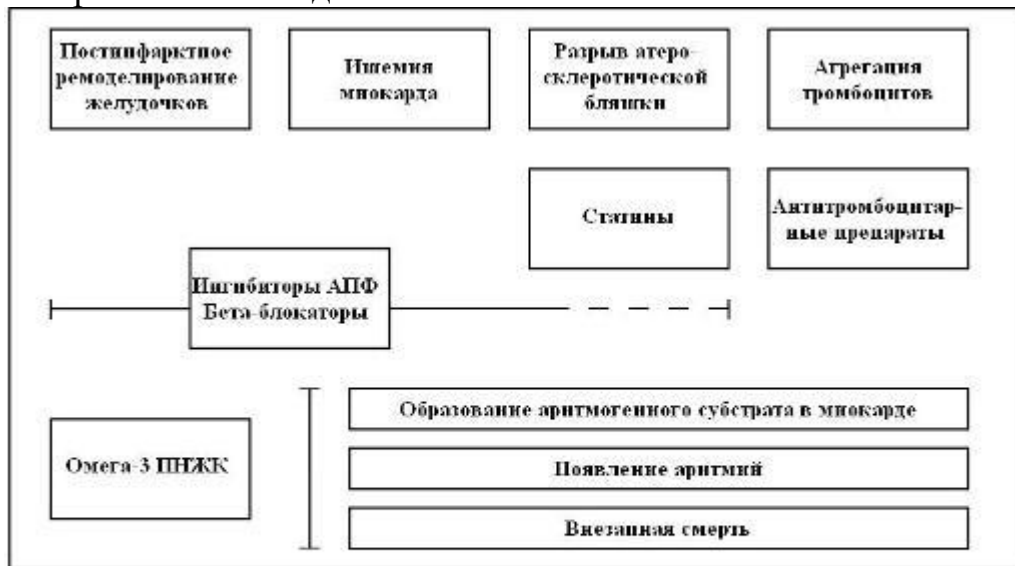 Постинфарктное
ремоделирование
желудочков
Ишемия
миокарда
Разрыв атеро-
склеротической
бляшки
Агрегация
тромбоцитов
Статины
Антитромбоцитар-
ные препараты
Ингибиторы АПФ
Бета-блокаторы
Омега-3 ПНЖК
Образование аритмогенного субстрата в миокарде
Появление аритмий
Внезапная смерть